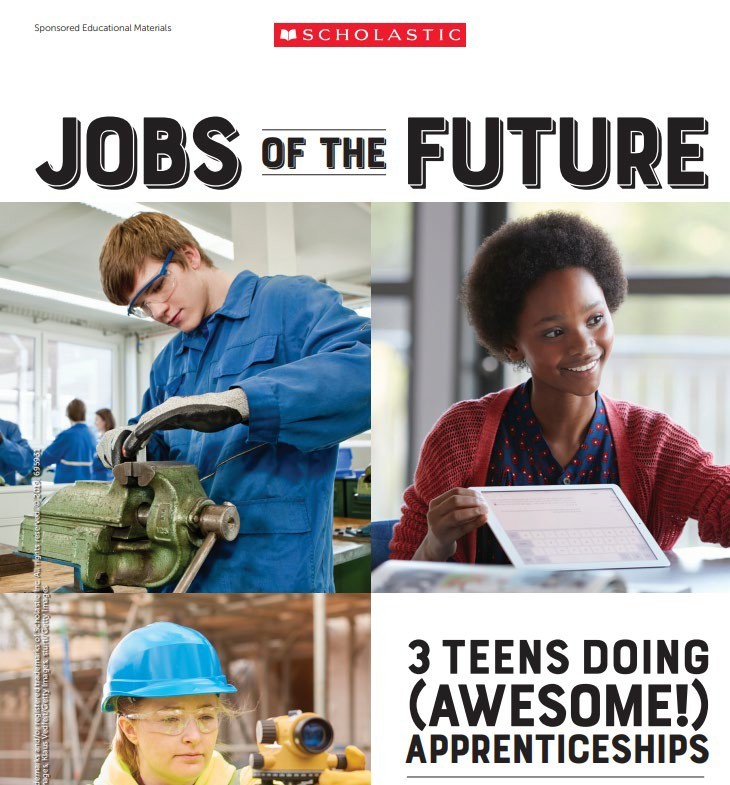 Sponsored Educational Materials
SCHOLASTIC
JOBS OF THE FUTURE
3 TEENS DOING
(AWESOME!)
APPRENTICESHIPS